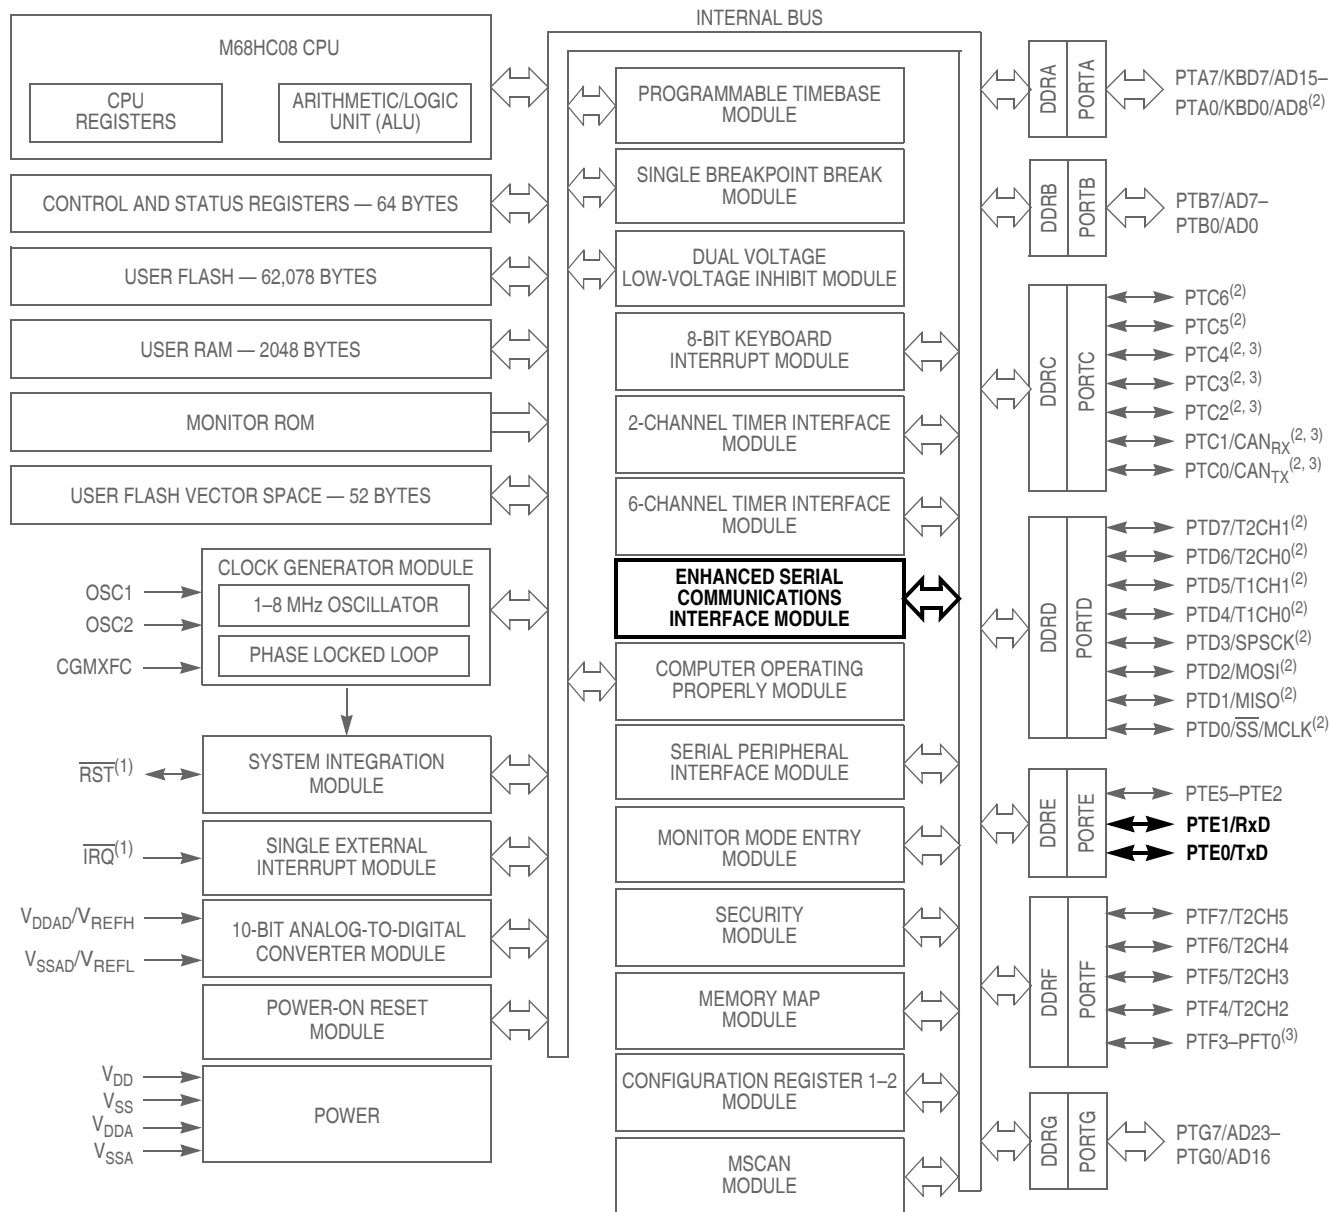 INTERNAL BUS
M68HC08 CPU
CPU
REGISTERS
ARITHMETIC/LOGIC
UNIT (ALU)
CONTROL AND STATUS REGISTERS — 64 BYTES
USER FLASH — 62,078 BYTES
USER RAM — 2048 BYTES
MONITOR ROM
USER FLASH VECTOR SPACE — 52 BYTES
OSC1
OSC2
CGMXFC
CLOCK GENERATOR MODULE
1–8 MHz OSCILLATOR
PHASE LOCKED LOOP
RST(1)
SYSTEM INTEGRATION
MODULE
IRQ(1)
SINGLE EXTERNAL
INTERRUPT MODULE
VDDAD/VREFH
VSSAD/VREFL
10-BIT ANALOG-TO-DIGITAL
CONVERTER MODULE
POWER-ON RESET
MODULE
VDD
VSS
VDDA
VSSA
POWER
PROGRAMMABLE TIMEBASE
MODULE
SINGLE BREAKPOINT BREAK
MODULE
DUAL VOLTAGE
LOW-VOLTAGE INHIBIT MODULE
8-BIT KEYBOARD
INTERRUPT MODULE
2-CHANNEL TIMER INTERFACE
MODULE
6-CHANNEL TIMER INTERFACE
MODULE
ENHANCED SERIAL
COMMUNICATIONS
INTERFACE MODULE
COMPUTER OPERATING
PROPERLY MODULE
SERIAL PERIPHERAL
INTERFACE MODULE
MONITOR MODE ENTRY
MODULE
SECURITY
MODULE
MEMORY MAP
MODULE
CONFIGURATION REGISTER 1–2
MODULE
MSCAN
MODULE
DDRA
PORTA
PTA7/KBD7/AD15–
PTA0/KBD0/AD8(2)
DDRB
PORTB
PTB7/AD7–
PTB0/AD0
DDRC
PORTC
PTC6(2)
PTC5(2)
PTC4(2, 3)
PTC3(2, 3)
PTC2(2, 3)
PTC1/CANRX(2, 3)
PTC0/CANTX(2, 3)
DDRD
PORTD
PTD7/T2CH1(2)
PTD6/T2CH0(2)
PTD5/T1CH1(2)
PTD4/T1CH0(2)
PTD3/SPSCK(2)
PTD2/MOSI(2)
PTD1/MISO(2)
PTD0/SS/MCLK(2)
DDRE
PORTE
PTE5–PTE2
PTE1/RxD
PTE0/TxD
DDRF
PORTF
PTF7/T2CH5
PTF6/T2CH4
PTF5/T2CH3
PTF4/T2CH2
PTF3–PFT0(3)
DDRG
PORTG
PTG7/AD23–
PTG0/AD16